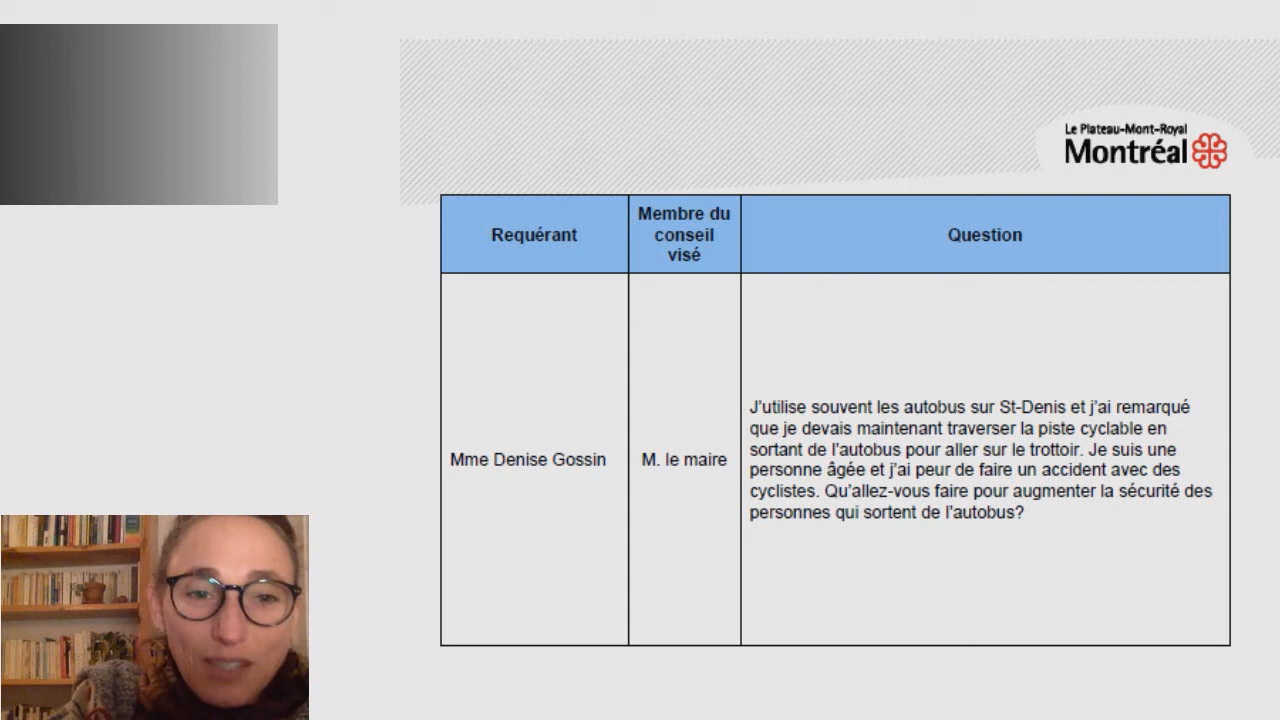 Le Plateau-Mont-Royal
Montréal
Requérant
Membre du
conseil
visé
Question
Mme Denise Gossin
M. le maire
J'utilise souvent les autobus sur St-Denis et j'ai remarqué
que je devais maintenant traverser la piste cyclable en
sortant de l'autobus pour aller sur le trottoir. Je suis une
personne âgée et j'ai peur de faire un accident avec des
cyclistes. Qu'allez-vous faire pour augmenter la sécurité des
personnes qui sortent de l'autobus?